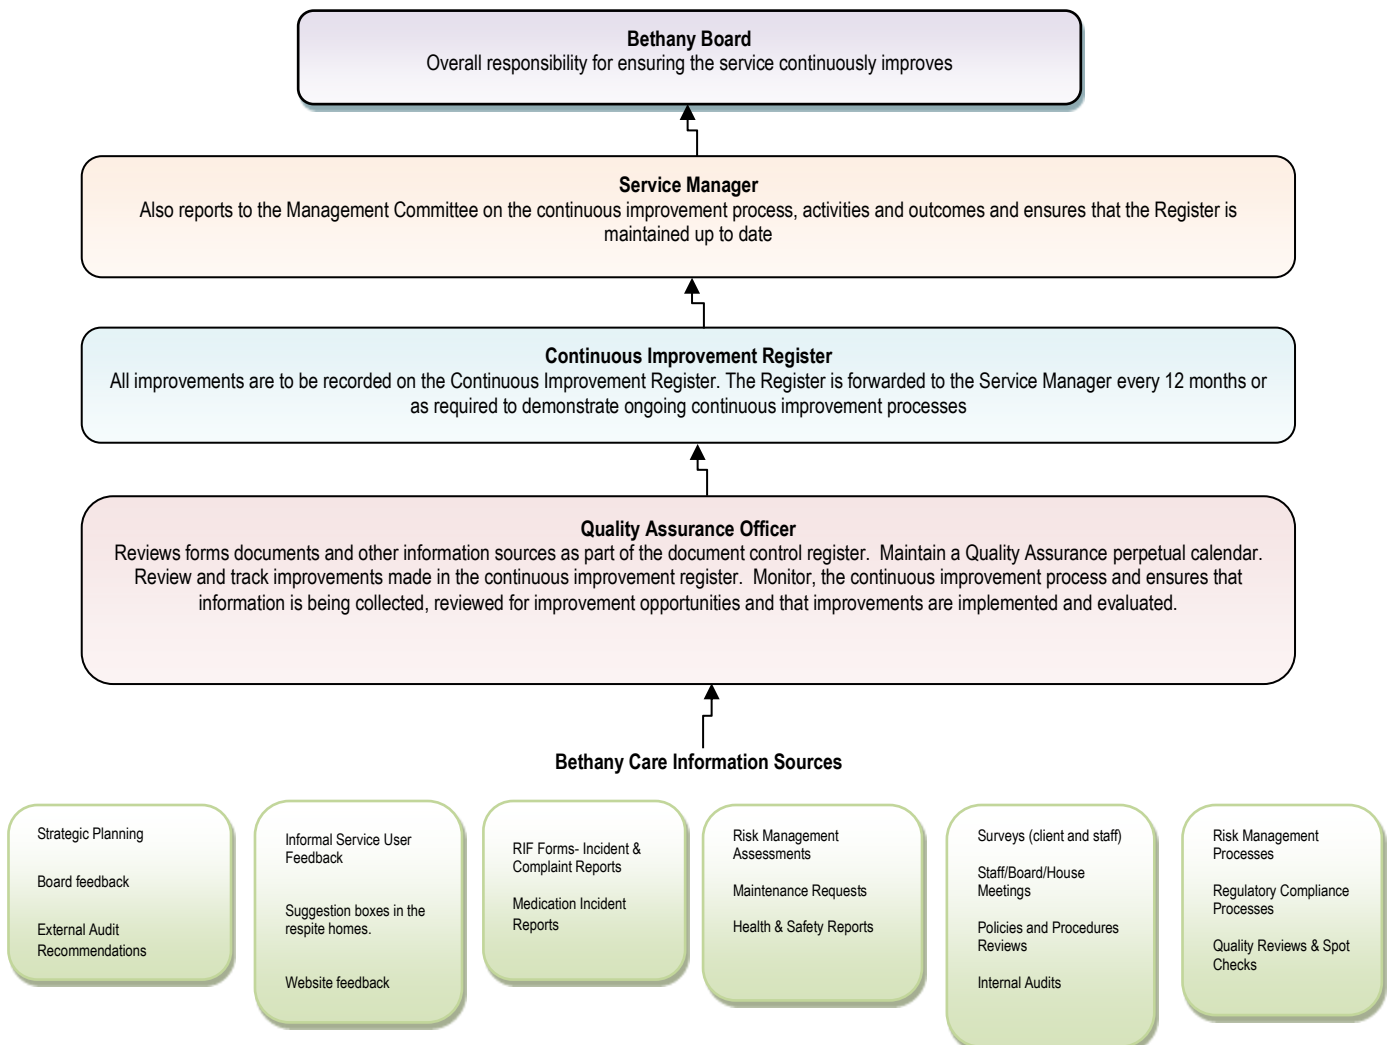 Bethany Board
Overall responsibility for ensuring the service continuously improves
Service Manager
Also reports to the Management Committee on the continuous improvement process, activities and outcomes and ensures that the Register is
maintained up to date
Continuous Improvement Register
All improvements are to be recorded on the Continuous Improvement Register. The Register is forwarded to the Service Manager every 12 months or
as required to demonstrate ongoing continuous improvement processes
Quality Assurance Officer
Reviews forms documents and other information sources as part of the document control register. Maintain a Quality Assurance perpetual calendar.
Review and track improvements made in the continuous improvement register. Monitor, the continuous improvement process and ensures that
information is being collected, reviewed for improvement opportunities and that improvements are implemented and evaluated.
Bethany Care Information Sources
Strategic Planning
Board feedback
External Audit
Recommendations
Informal Service User
Feedback
Suggestion boxes in the
respite homes.
Website feedback
RIF Forms- Incident &
Complaint Reports
Medication Incident
Reports
Risk Management
Assessments
Maintenance Requests
Health & Safety Reports
Surveys (client and staff)
Staff/Board/House
Meetings
Policies and Procedures
Reviews
Internal Audits
Risk Management
Processes
Regulatory Compliance
Processes
Quality Reviews & Spot
Checks